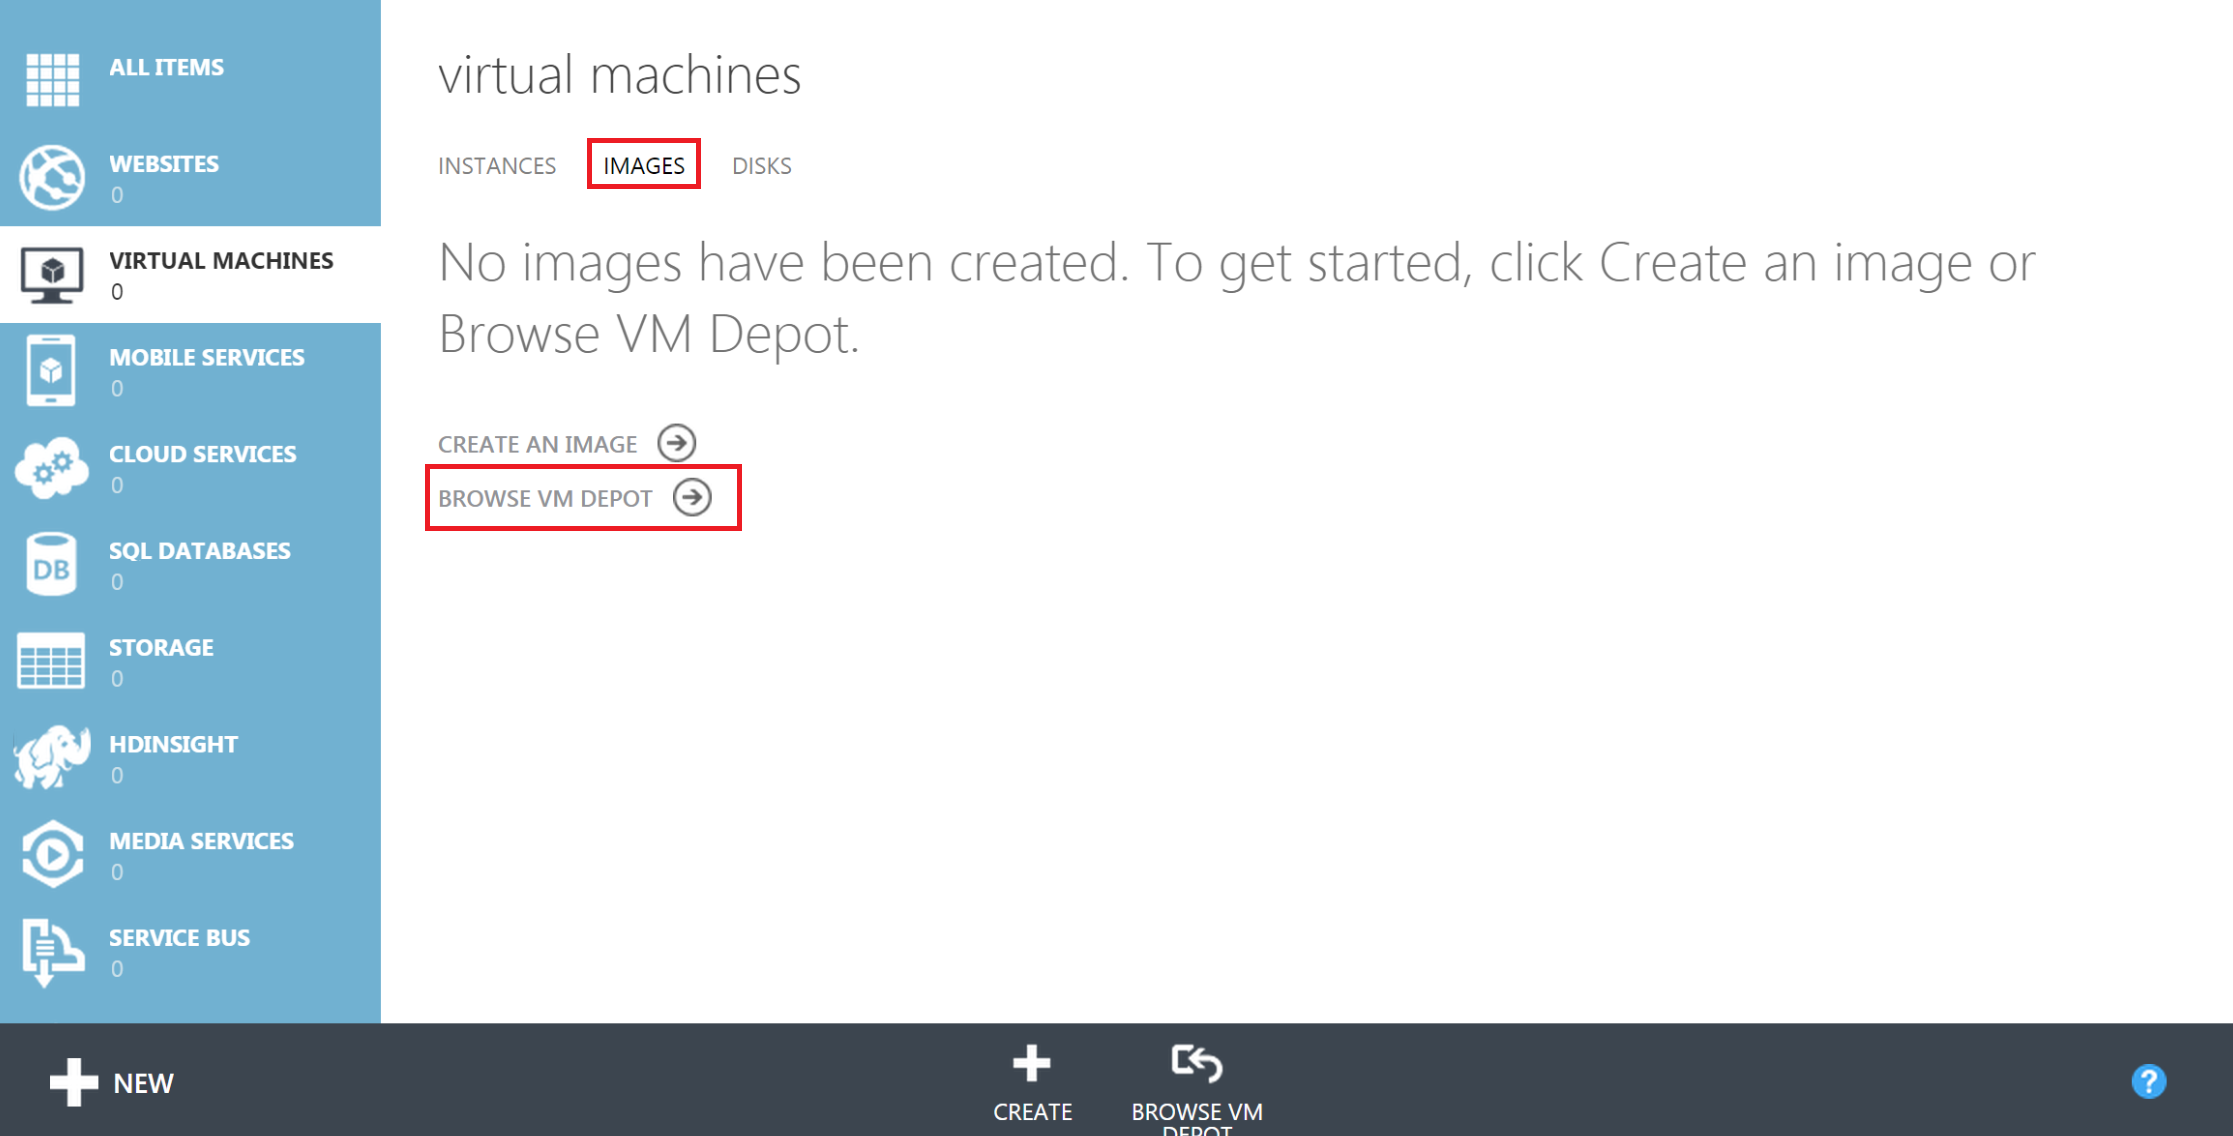 ALL ITEMS
WEBSITES
0
VIRTUAL MACHINES
0
MOBILE SERVICES
0
CLOUD SERVICES
0
DB
SQL DATABASES
0
STORAGE
0
HDINSIGHT
0
MEDIA SERVICES
0
SERVICE BUS
0
virtual machines
INSTANCES IMAGES DISKS
No images have been created. To get started, click Create an image or
Browse VM Depot.
CREATE AN IMAGE
BROWSE VM DEPOT
NEW
CREATE
BROWSE VM
DEPOT
?